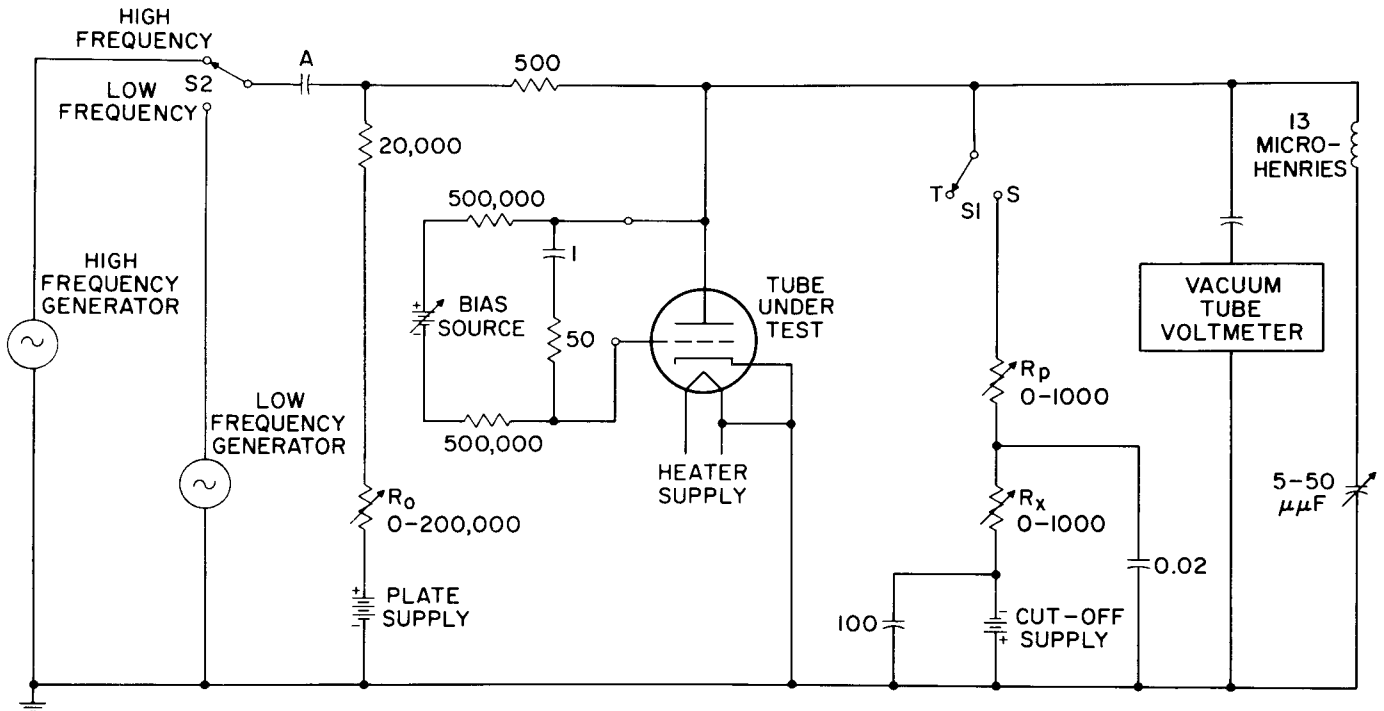 HIGH
FREQUENCY
S2
LOW
FREQUENCY
A
500
20,000
500,000
1
BIAS
SOURCE
+
-
50
500,000
TUBE
UNDER
TEST
HEATER
SUPPLY
HIGH
FREQUENCY
GENERATOR
LOW
FREQUENCY
GENERATOR
Ro
0-200,000
+
-
PLATE
SUPPLY
T
S1
S
Rp
0-1000
Rx
0-1000
100
-
+
CUT-OFF
SUPPLY
0.02
VACUUM
TUBE
VOLTMETER
13
MICRO-
HENRIES
5-50
μμF